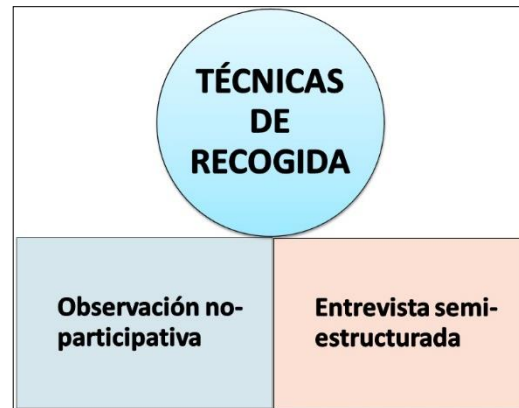 TÉCNICAS
DE
RECOGIDA
Observación no-
participativa
Entrevista semi-
estructurada